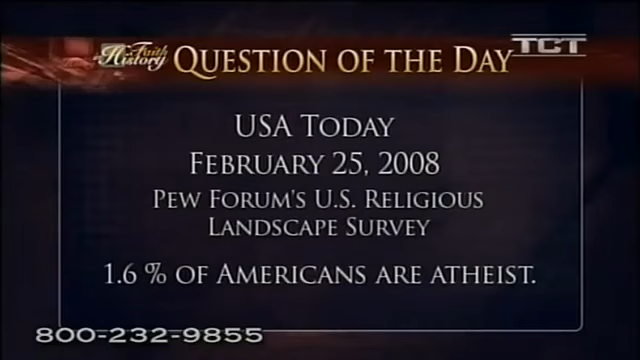 Faith
History
QUESTION OF THE DAY
TCT
USA TODAY
FEBRUARY 25, 2008
PEW FORUM'S U.S. RELIGIOUS
LANDSCAPE SURVEY
1.6 % OF AMERICANS ARE ATHEIST.
800-232-9855